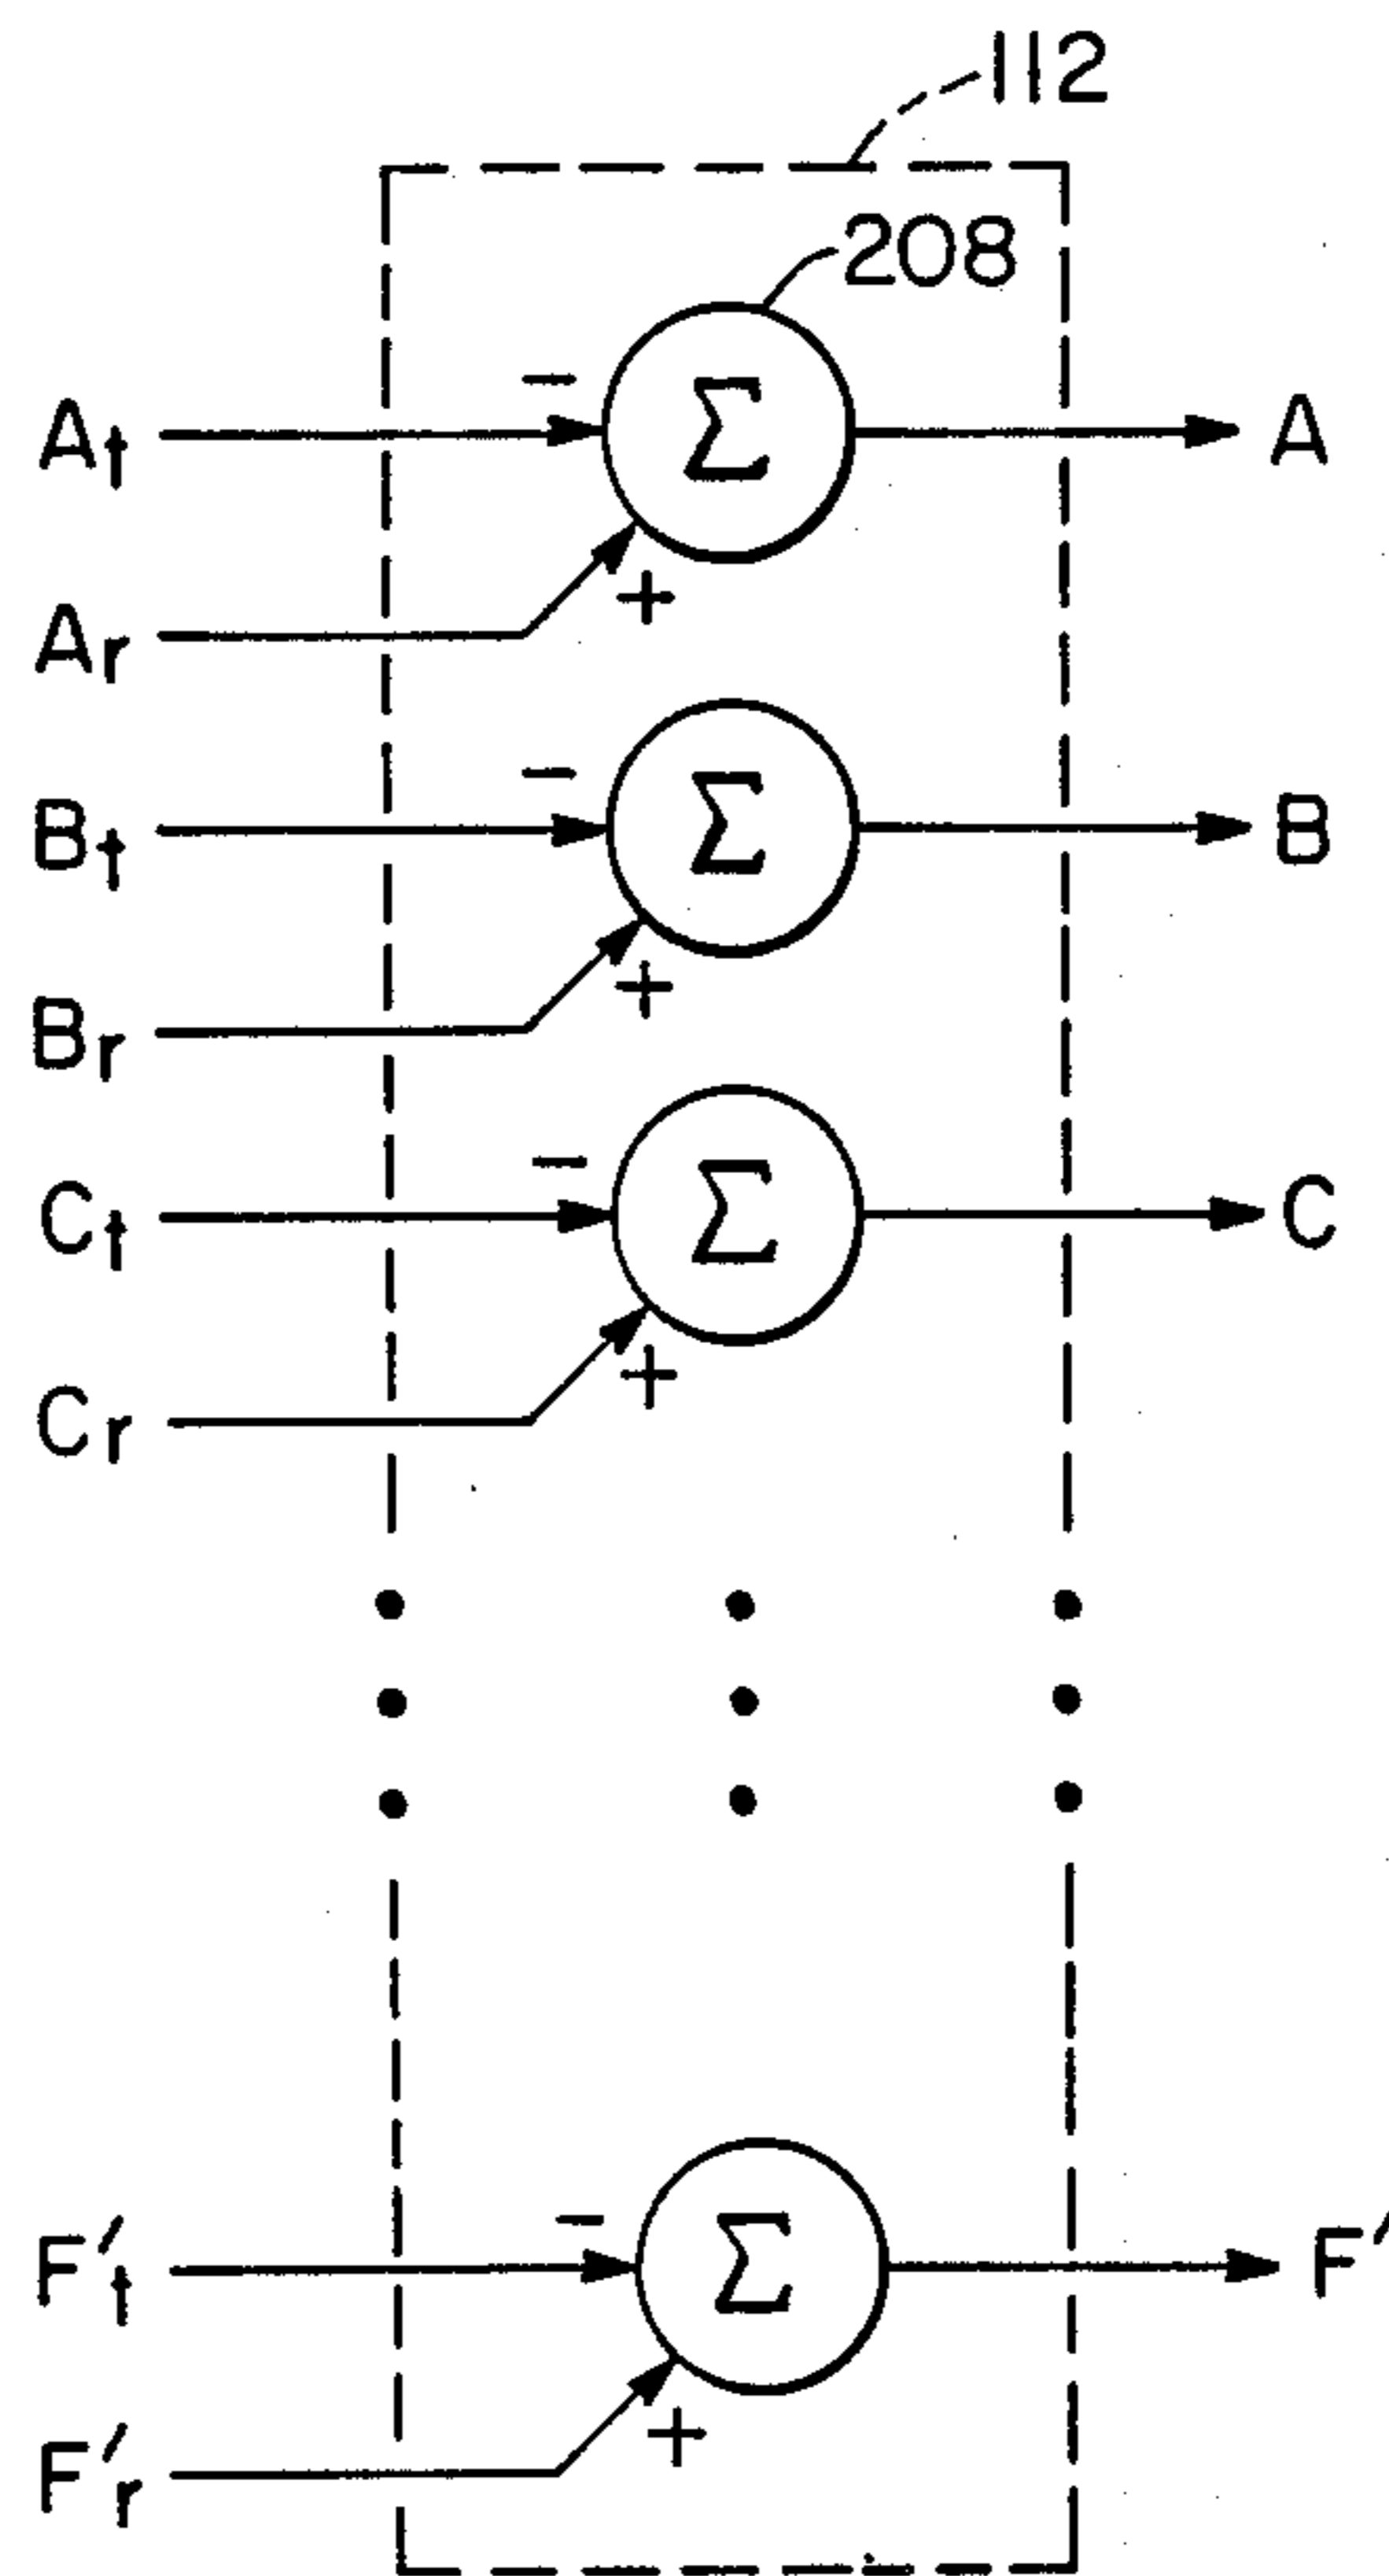 112
208
−
At Σ A
Ar +
−
Bt Σ B
Br +
−
Ct Σ C
Cr +
−
F't Σ F'
F'r +